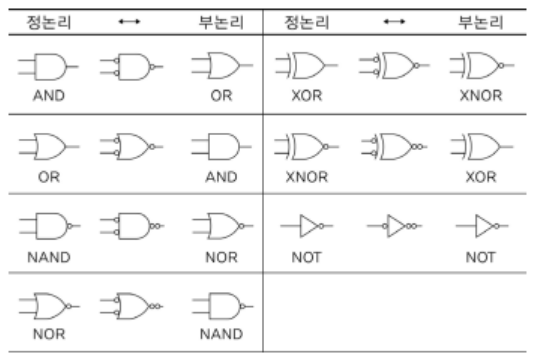 정논리 ↔ 부논리 정논리 ↔ 부논리
AND OR XOR XNOR
OR AND XNOR XOR
NAND NOR NOT NOT
NOR NAND